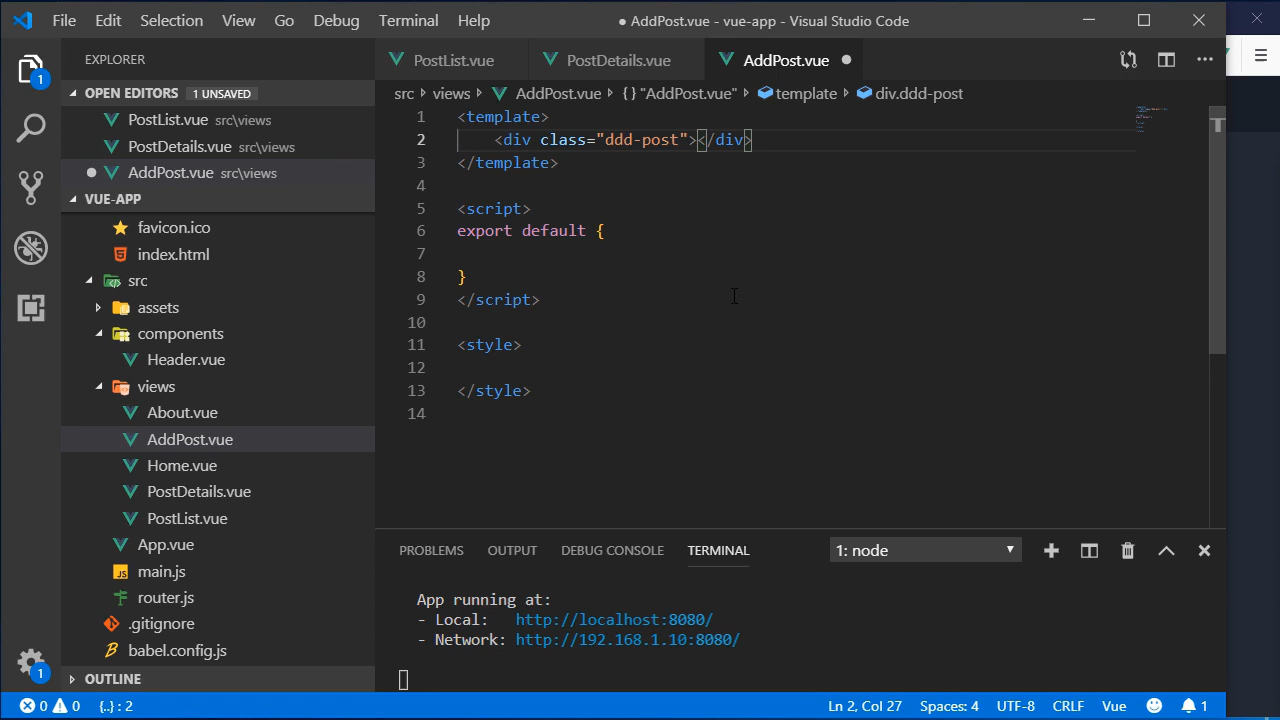 File Edit Selection View Go Debug Terminal Help ● AddPost.vue - vue-app - Visual Studio Code
EXPLORER
OPEN EDITORS 1 UNSAVED
PostList.vue src\views
PostDetails.vue src\views
AddPost.vue src\views
VUE-APP
favicon.ico
index.html
src
assets
components
Header.vue
views
About.vue
AddPost.vue
Home.vue
PostDetails.vue
PostList.vue
App.vue
main.js
router.js
.gitignore
babel.config.js
OUTLINE
1
1
PostList.vue PostDetails.vue AddPost.vue
src views AddPost.vue {} "AddPost.vue" template div.ddd-post
1 <template>
2 <div class="ddd-post"></div>
3 </template>
4
5 <script>
6 export default {
7
8 }
9 </script>
10
11 <style>
12
13 </style>
14
PROBLEMS OUTPUT DEBUG CONSOLE TERMINAL 1: node
App running at:
- Local: http://localhost:8080/
- Network: http://192.168.1.10:8080/
0 0 {..} : 2 Ln 2, Col 27 Spaces: 4 UTF-8 CRLF Vue 1